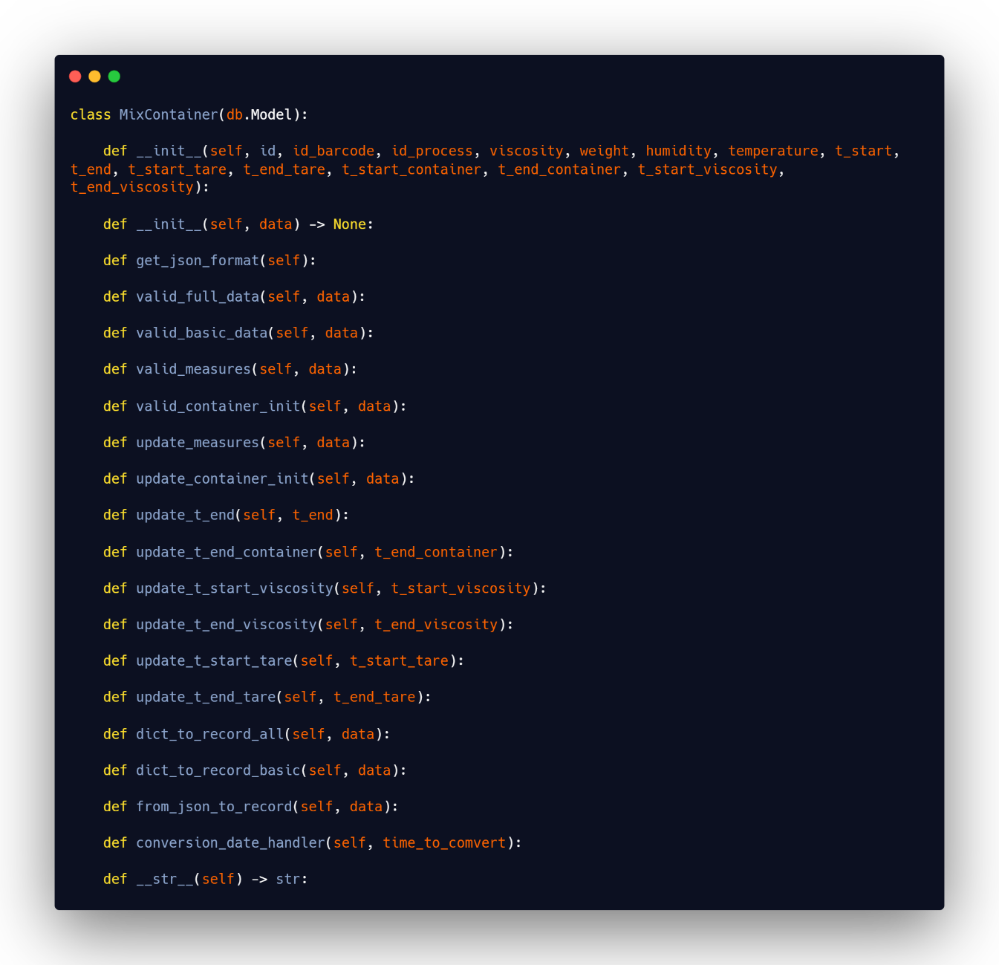 class MixContainer(db.Model):
def __init__(self, id, id_barcode, id_process, viscosity, weight, humidity, temperature, t_start,
t_end, t_start_tare, t_end_tare, t_start_container, t_end_container, t_start_viscosity,
t_end_viscosity):
def __init__(self, data) -> None:
def get_json_format(self):
def valid_full_data(self, data):
def valid_basic_data(self, data):
def valid_measures(self, data):
def valid_container_init(self, data):
def update_measures(self, data):
def update_container_init(self, data):
def update_t_end(self, t_end):
def update_t_end_container(self, t_end_container):
def update_t_start_viscosity(self, t_start_viscosity):
def update_t_end_viscosity(self, t_end_viscosity):
def update_t_start_tare(self, t_start_tare):
def update_t_end_tare(self, t_end_tare):
def dict_to_record_all(self, data):
def dict_to_record_basic(self, data):
def from_json_to_record(self, data):
def conversion_date_handler(self, time_to_comvert):
def __str__(self) -> str: